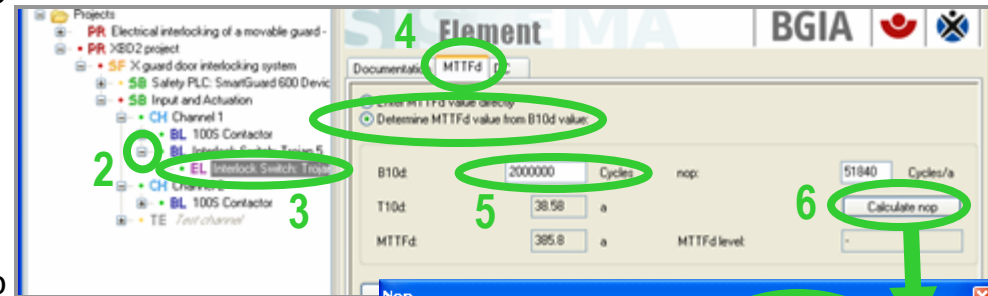 Projects
PR Electrical interlocking of a movable guard -
PR XBD2 project
SF X guard door interlocking system
SB Safety PLC: SmartGuard 600 Devic
SB Input and Actuation
CH Channel 1
BL 100S Contactor
2
BL Interlock Switch: Trojan 5
EL Interlock Switch: Troja
3
CH Channel 2
BL 100S Contactor
TE Test channel
SISTEMA
4
Element
BGIA
Documentation MTTFd DC
Enter MTTFd value directly
Determine MTTFd value from B10d value:
B10d: 2000000 Cycles nop: 51840 Cycles/a
5
T10d: 38.58 a
6
Calculate nop
MTTFd: 385.8 a MTTFd level: -
Nop